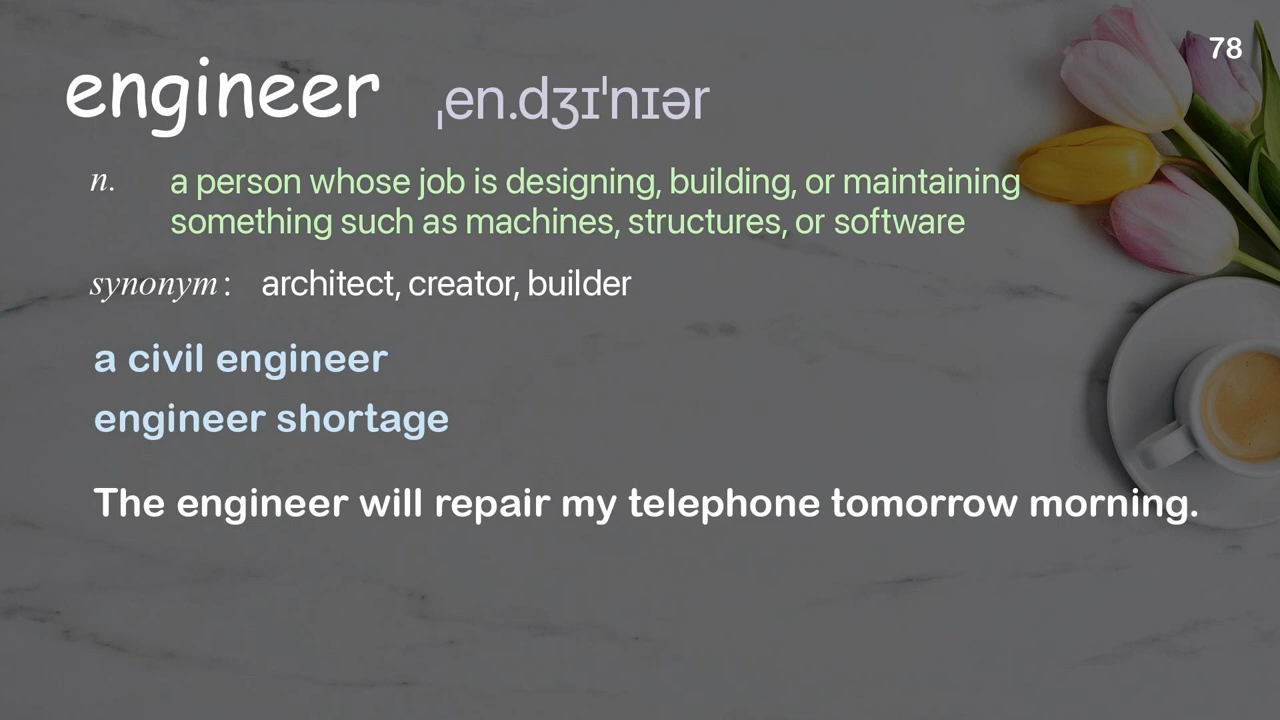 78
engineer ˌen.dʒɪˈnɪər
n. a person whose job is designing, building, or maintaining
something such as machines, structures, or software
synonym: architect, creator, builder
a civil engineer
engineer shortage
The engineer will repair my telephone tomorrow morning.